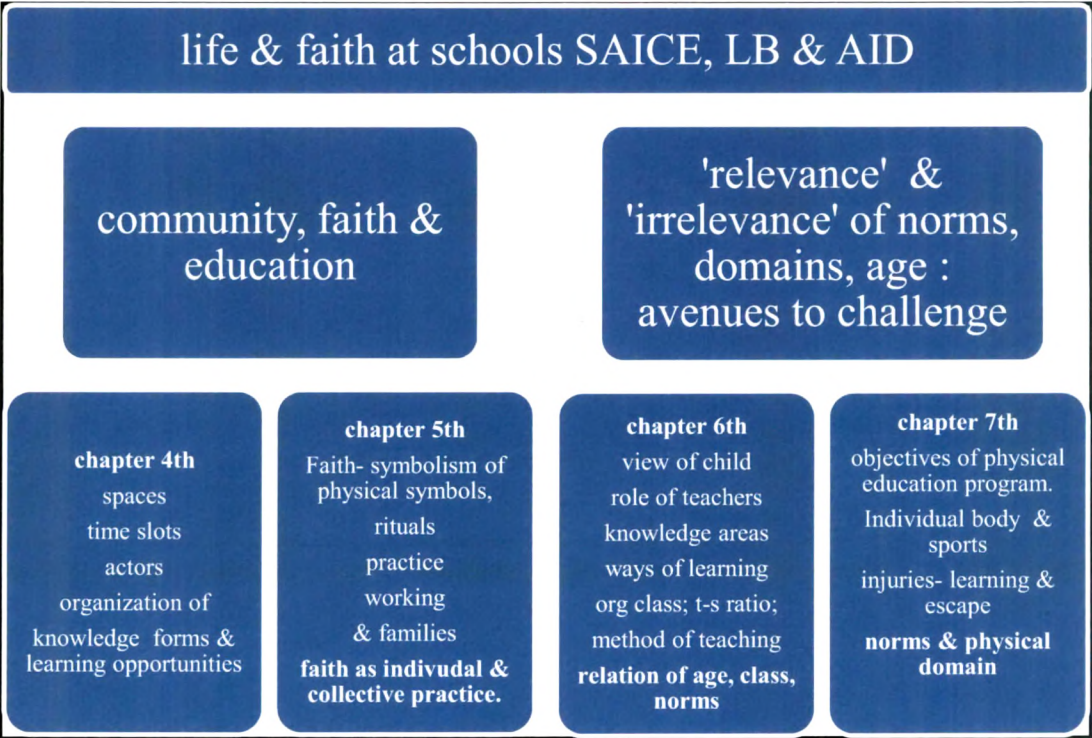 life & faith at schools SAICE, LB & AID
community, faith &
education
'relevance' &
'irrelevance' of norms,
domains, age :
avenues to challenge
chapter 4th
spaces
time slots
actors
organization of
knowledge forms &
learning opportunities
chapter 5th
Faith- symbolism of
physical symbols,
rituals
practice
working
& families
faith as indivudal &
collective practice.
chapter 6th
view of child
role of teachers
knowledge areas
ways of learning
org class; t-s ratio;
method of teaching
relation of age, class,
norms
chapter 7th
objectives of physical
education program.
Individual body &
sports
injuries- learning &
escape
norms & physical
domain